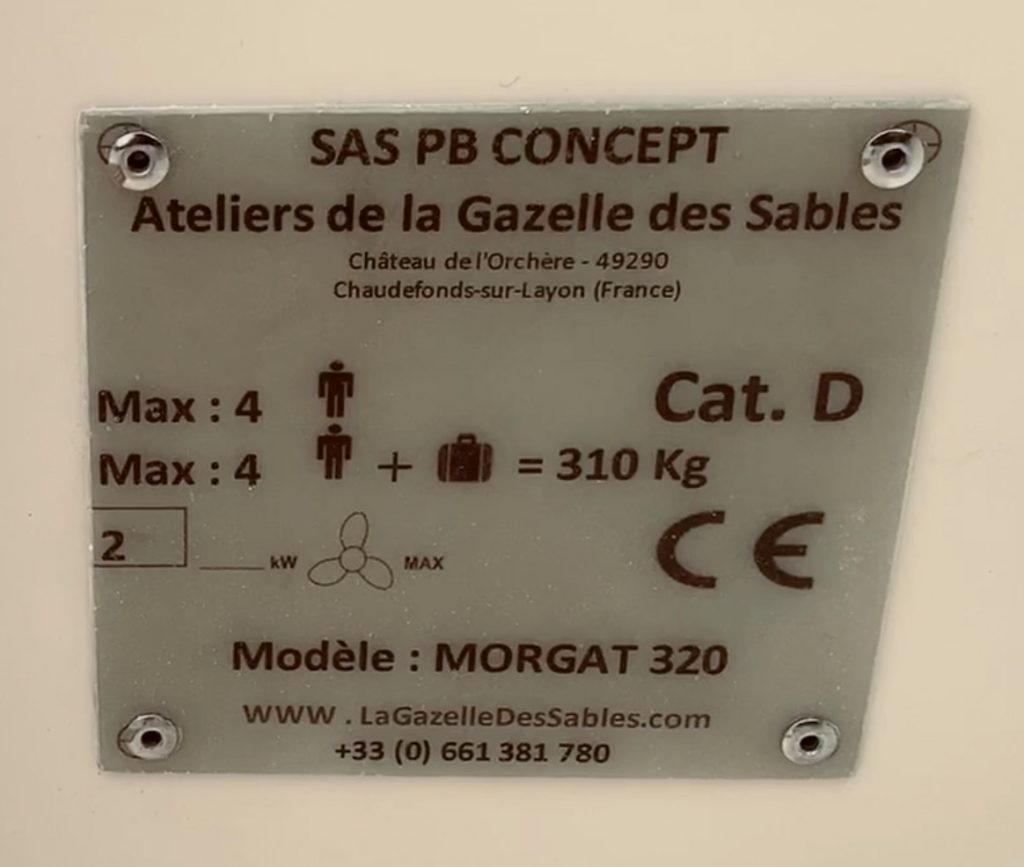 SAS PB CONCEPT
Ateliers de la Gazelle des Sables
Château de l'Orchère - 49290
Chaudefonds-sur-Layon (France)
Max : 4
Cat. D
Max : 4 + = 310 Kg
2 ____ kW MAX
CE
Modèle : MORGAT 320
WWW . LaGazelleDesSables.com
+33 (0) 661 381 780